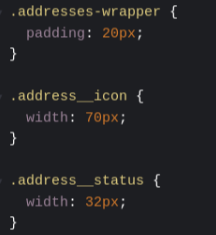 .addresses-wrapper {
  padding: 20px;
}

.address__icon {
  width: 70px;
}

.address__status {
  width: 32px;
}